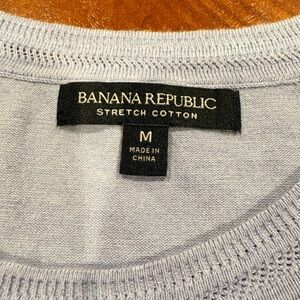 BANANA REPUBLIC
STRETCH COTTON
M
MADE IN
CHINA